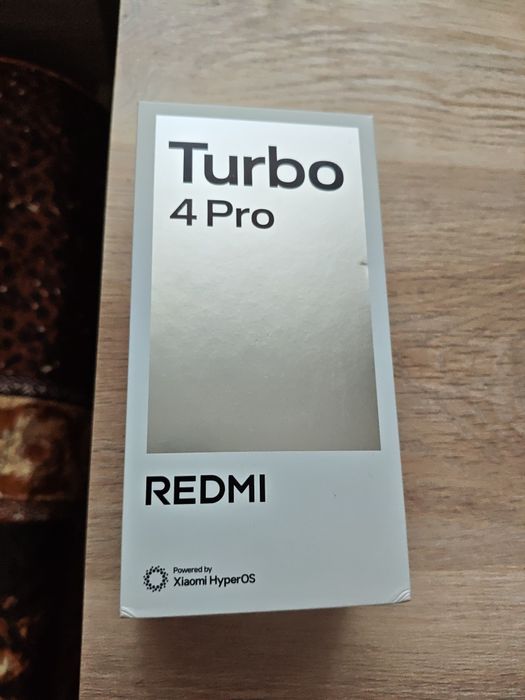 Turbo
4 Pro
REDMI
Powered by
Xiaomi HyperOS